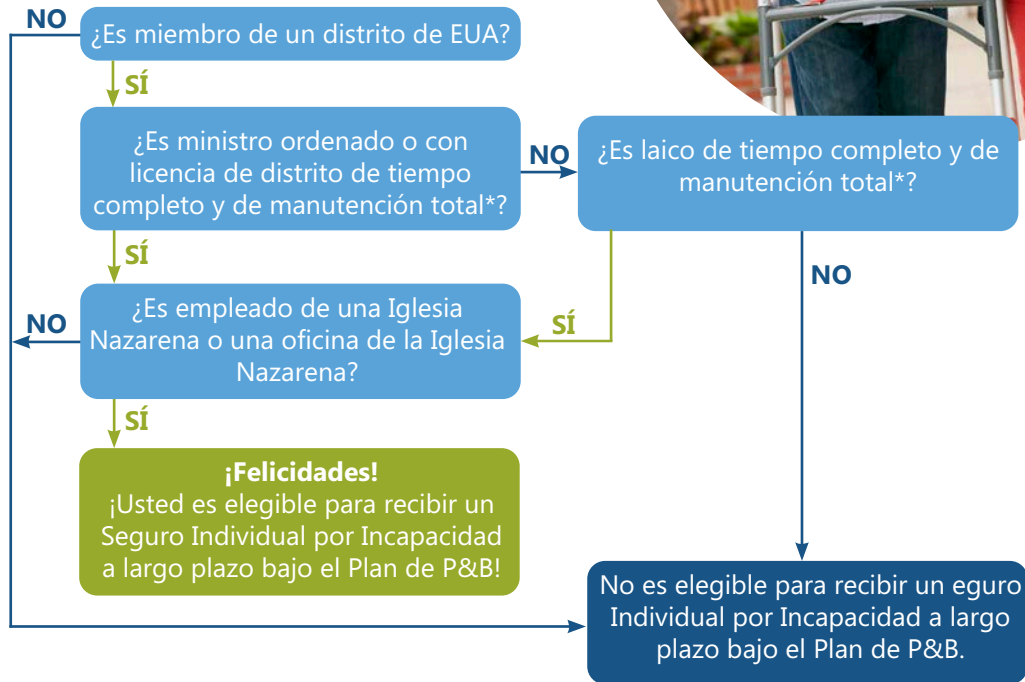 NO
¿Es miembro de un distrito de EUA?
SÍ
¿Es ministro ordenado o con
licencia de distrito de tiempo
completo y de manutención total*?
NO
¿Es laico de tiempo completo y de
manutención total*?
SÍ
NO
¿Es empleado de una Iglesia
Nazarena o una oficina de la Iglesia
Nazarena?
NO
SÍ
SÍ
¡Felicidades!
¡Usted es elegible para recibir un
Seguro Individual por Incapacidad
a largo plazo bajo el Plan de P&B!
No es elegible para recibir un eguro
Individual por Incapacidad a largo
plazo bajo el Plan de P&B.